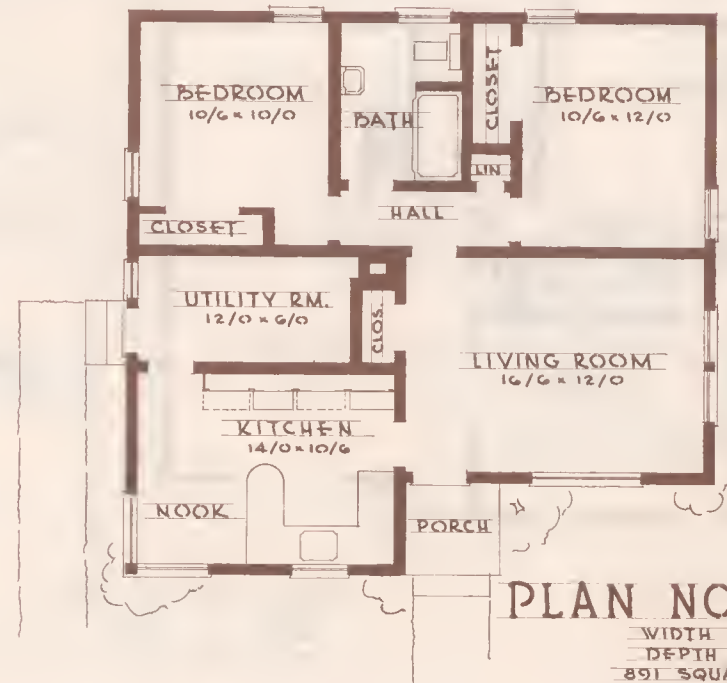 BEDROOM
10/6 x 10/0
BATH
CLOSET
BEDROOM
10/6 x 12/0
LIN.
HALL
CLOSET
UTILITY RM.
12/0 x 6/0
CLOS.
LIVING ROOM
16/6 x 12/0
KITCHEN
14/0 x 10/6
NOOK
PORCH
PLAN NO
WIDTH
DEPTH
891 SQUA